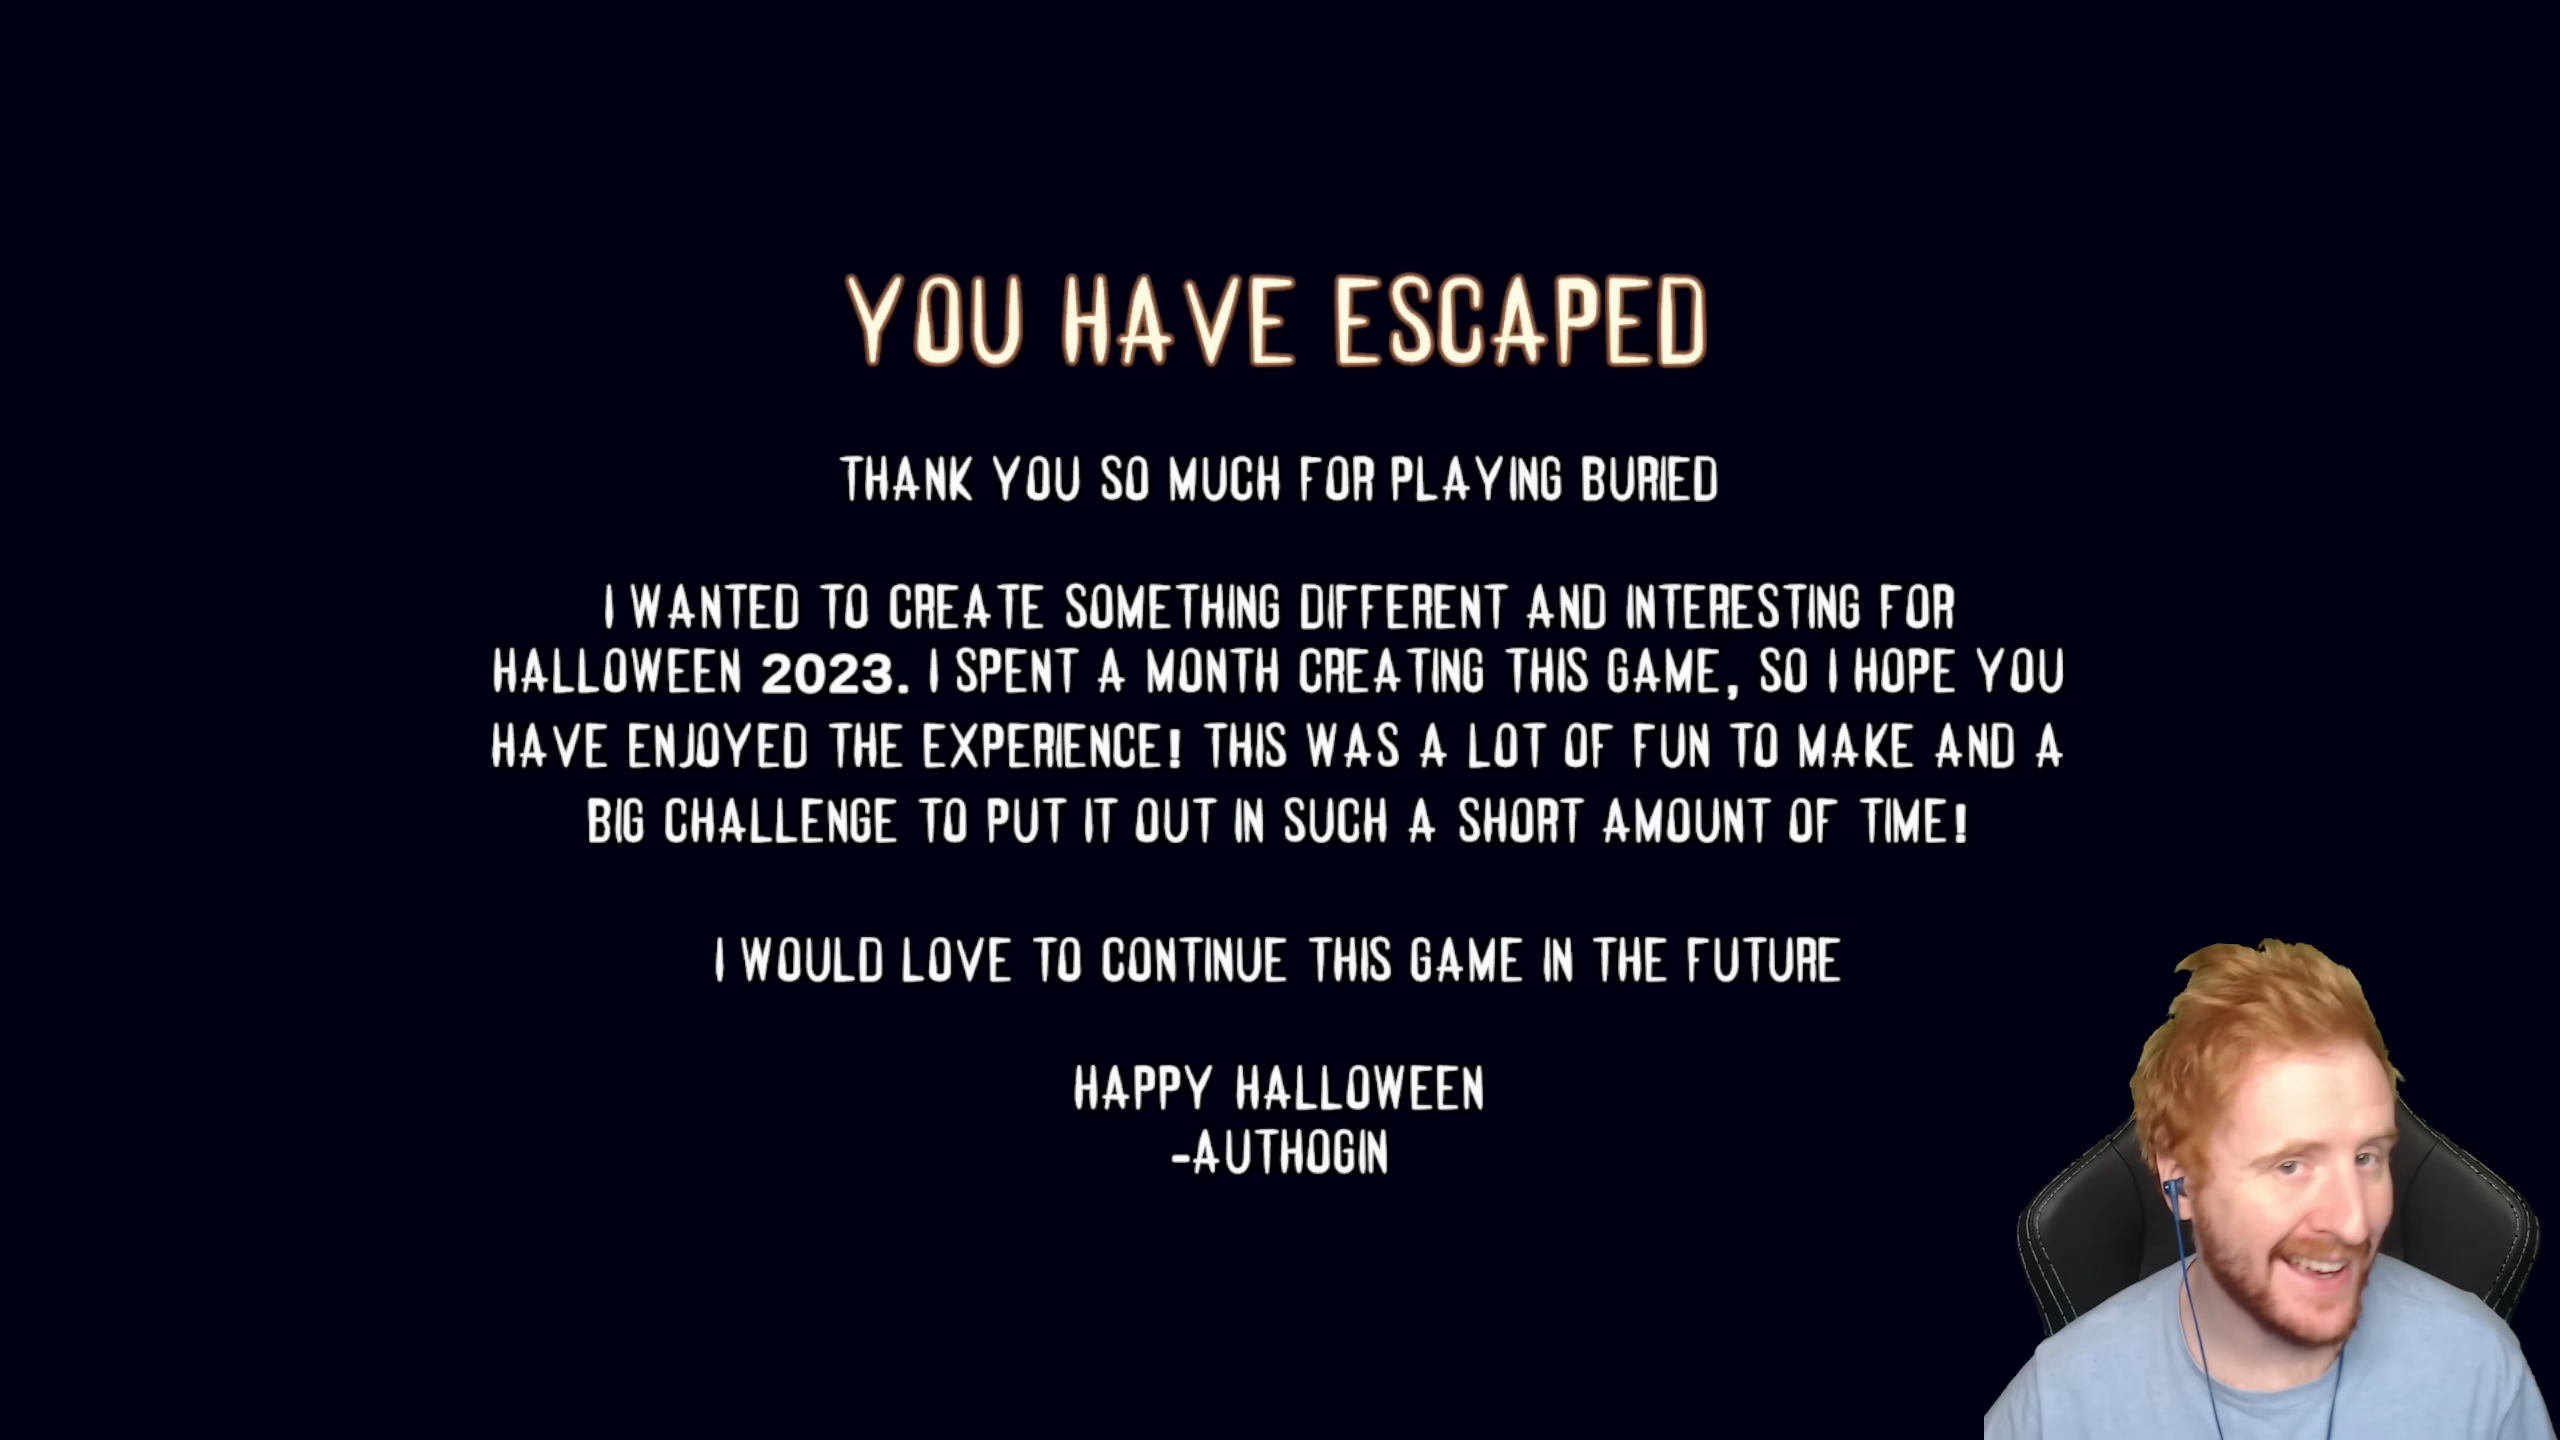 YOU HAVE ESCAPED
THANK YOU SO MUCH FOR PLAYING BURIED
I WANTED TO CREATE SOMETHING DIFFERENT AND INTERESTING FOR
HALLOWEEN 2023. I SPENT A MONTH CREATING THIS GAME, SO I HOPE YOU
HAVE ENJOYED THE EXPERIENCE! THIS WAS A LOT OF FUN TO MAKE AND A
BIG CHALLENGE TO PUT IT OUT IN SUCH A SHORT AMOUNT OF TIME!
I WOULD LOVE TO CONTINUE THIS GAME IN THE FUTURE
HAPPY HALLOWEEN
-AUTHOGIN